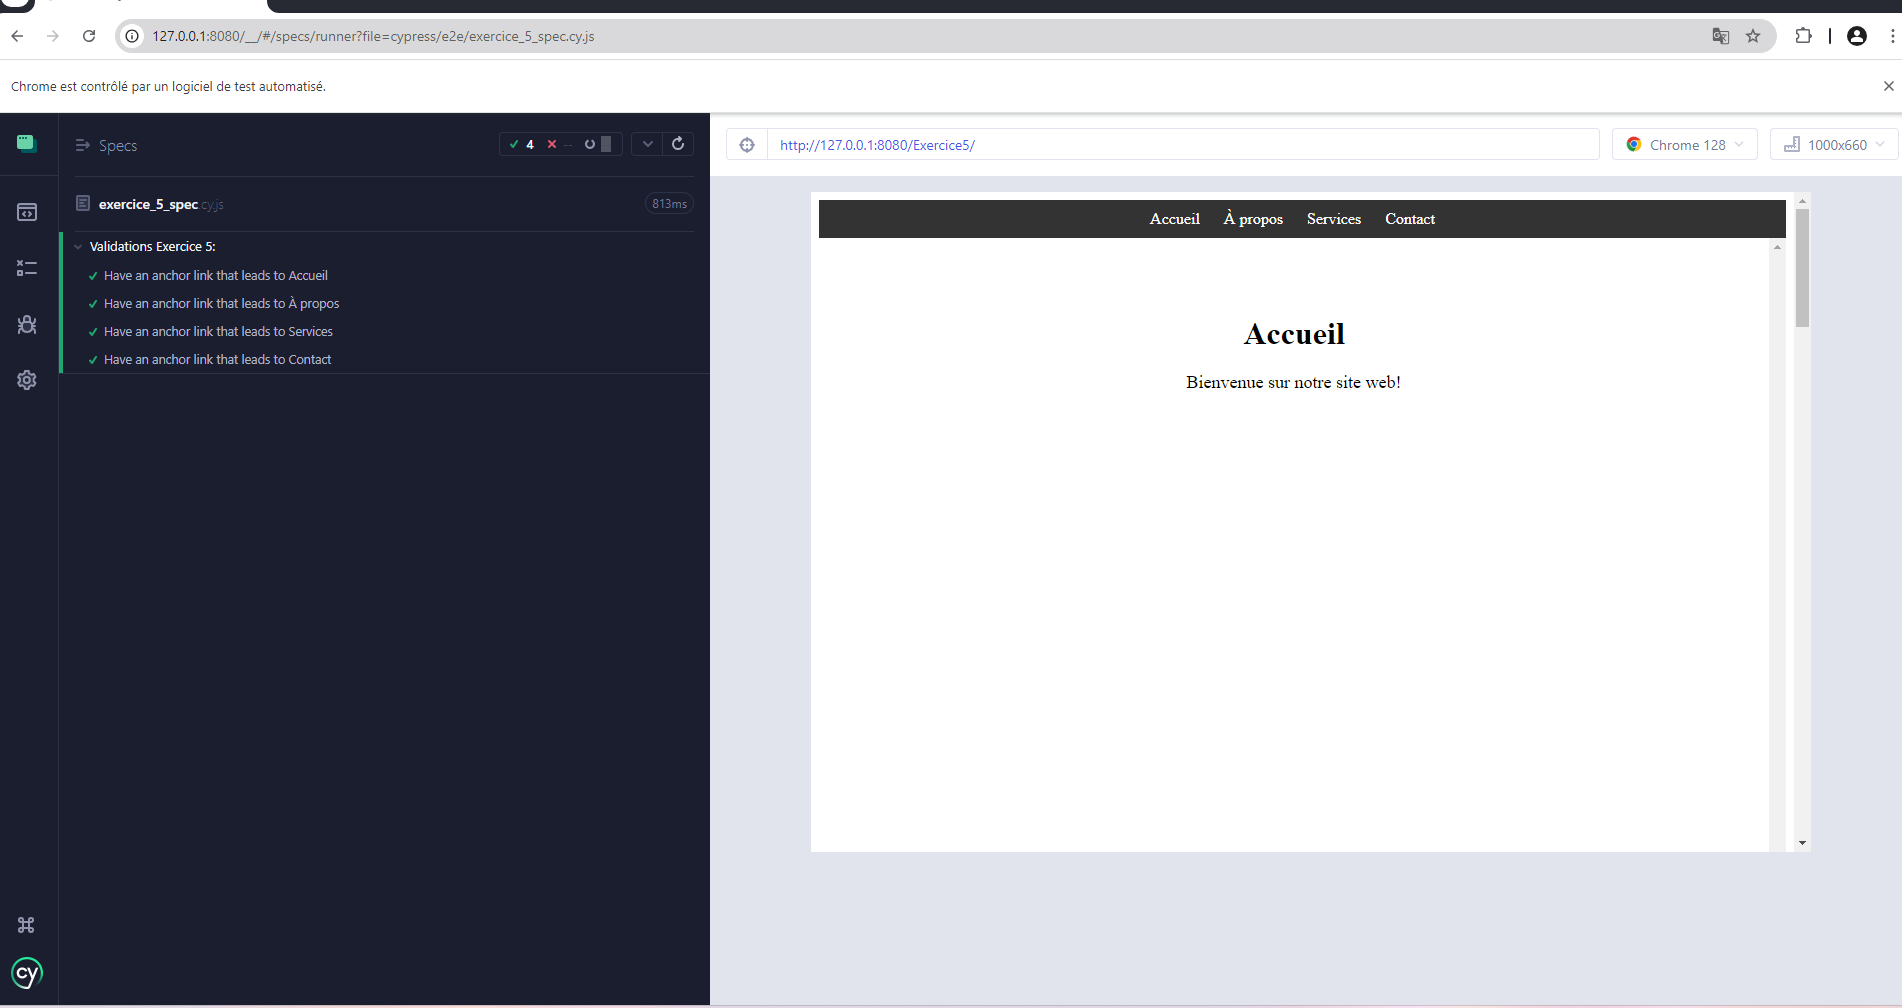 127.0.0.1:8080/__/#/specs/runner?file=cypress/e2e/exercice_5_spec.cy.js
Chrome est contrôlé par un logiciel de test automatisé.
Specs
4 --
http://127.0.0.1:8080/Exercice5/
Chrome 128
1000x660
exercice_5_spec.cy.js
813ms
Validations Exercice 5:
Have an anchor link that leads to Accueil
Have an anchor link that leads to À propos
Have an anchor link that leads to Services
Have an anchor link that leads to Contact
Accueil À propos Services Contact
Accueil
Bienvenue sur notre site web!
cy